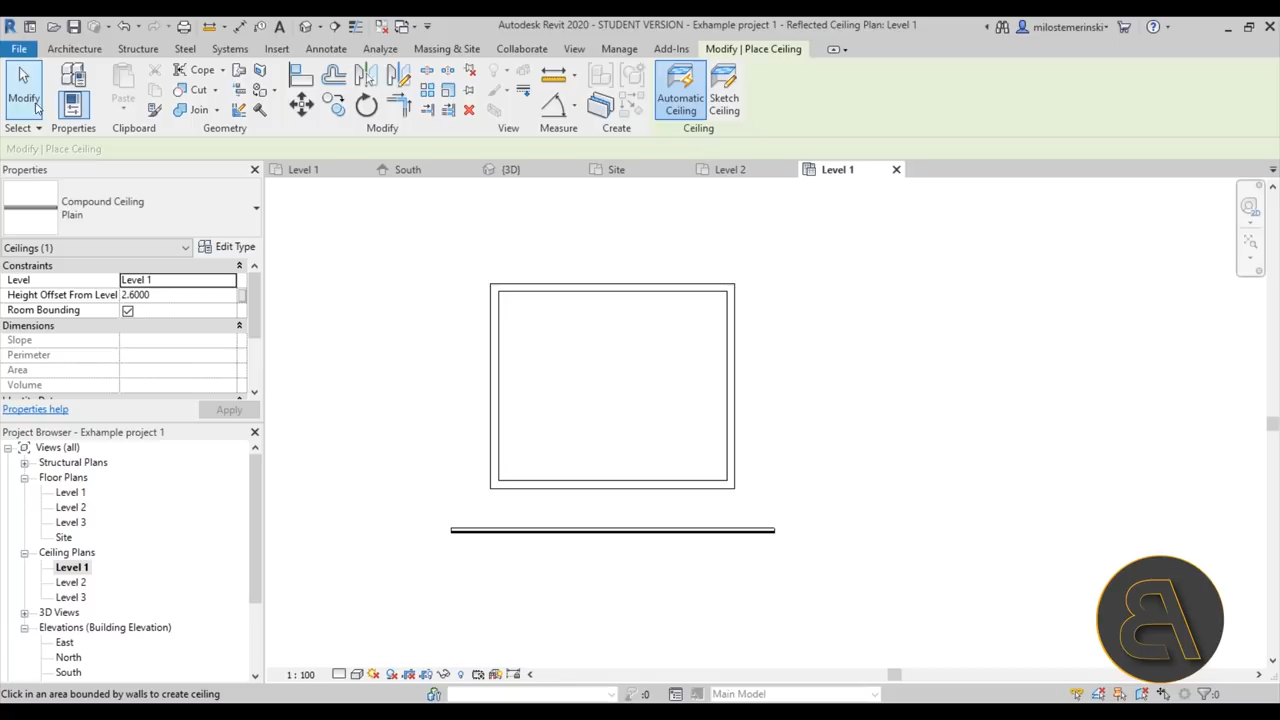 Autodesk Revit 2020 - STUDENT VERSION - Exhample project 1 - Reflected Ceiling Plan: Level 1
milostemerinski
File Architecture Structure Steel Systems Insert Annotate Analyze Massing & Site Collaborate View Manage Add-Ins Modify | Place Ceiling
Modify
Paste
Cope
Cut
Join
Automatic Ceiling
Sketch Ceiling
Select Properties Clipboard Geometry Modify View Measure Create Ceiling
Modify | Place Ceiling
Properties
Level 1 South {3D} Site Level 2 Level 1
Compound Ceiling
Plain
Ceilings (1) Edit Type
Constraints
Level Level 1
Height Offset From Level 2.6000
Room Bounding
Dimensions
Slope
Perimeter
Area
Volume
Properties help Apply
Project Browser - Exhample project 1
Views (all)
Structural Plans
Floor Plans
Level 1
Level 2
Level 3
Site
Ceiling Plans
Level 1
Level 2
Level 3
3D Views
Elevations (Building Elevation)
East
North
South
1 : 100
Click in an area bounded by walls to create ceiling :0 Main Model :0